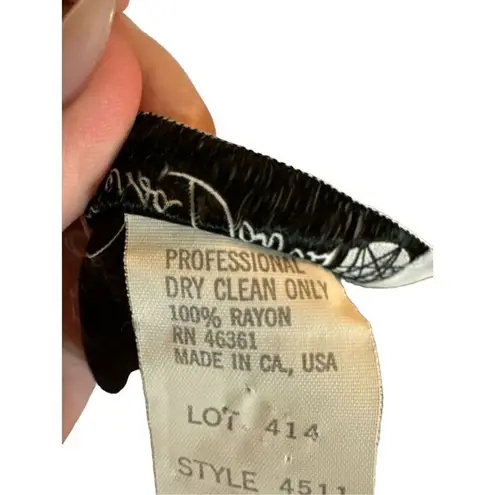 PROFESSIONAL
DRY CLEAN ONLY
100% RAYON
RN 46361
MADE IN CA., USA
LOT 414
STYLE 4511